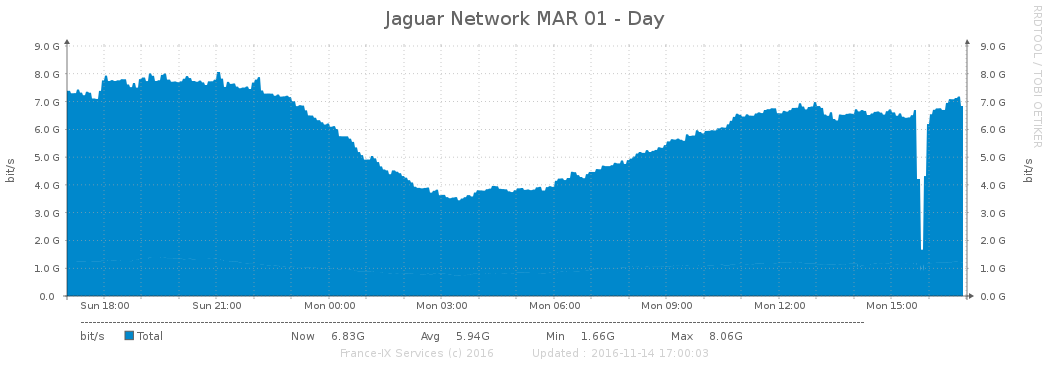 Jaguar Network MAR 01 - Day
RRDTOOL / TOBI OETIKER
9.0 G 9.0 G
8.0 G 8.0 G
7.0 G 7.0 G
6.0 G 6.0 G
5.0 G 5.0 G
4.0 G 4.0 G
3.0 G 3.0 G
2.0 G 2.0 G
1.0 G 1.0 G
0.0 0.0 G
bit/s bit/s
Sun 18:00 Sun 21:00 Mon 00:00 Mon 03:00 Mon 06:00 Mon 09:00 Mon 12:00 Mon 15:00
bit/s Total Now 6.83G Avg 5.94G Min 1.66G Max 8.06G
France-IX Services (c) 2016 Updated : 2016-11-14 17:00:03